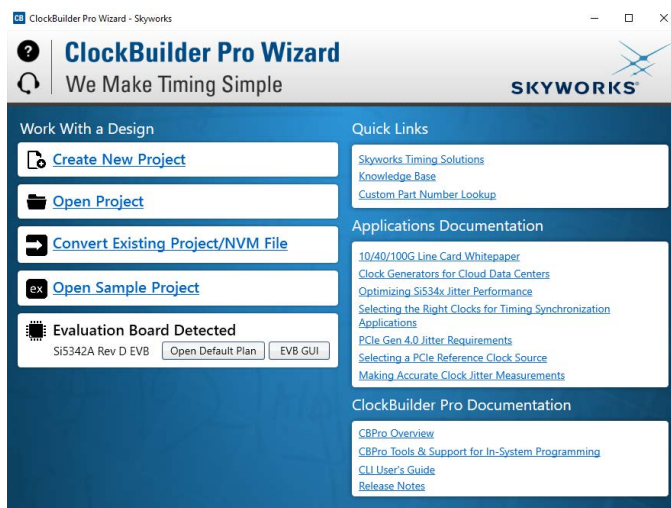 CB ClockBuilder Pro Wizard - Skyworks
ClockBuilder Pro Wizard
We Make Timing Simple
SKYWORKS®
Work With a Design
Create New Project
Open Project
Convert Existing Project/NVM File
ex Open Sample Project
Evaluation Board Detected
Si5342A Rev D EVB Open Default Plan EVB GUI
Quick Links
Skyworks Timing Solutions
Knowledge Base
Custom Part Number Lookup
Applications Documentation
10/40/100G Line Card Whitepaper
Clock Generators for Cloud Data Centers
Optimizing Si534x Jitter Performance
Selecting the Right Clocks for Timing Synchronization
Applications
PCIe Gen 4.0 Jitter Requirements
Selecting a PCIe Reference Clock Source
Making Accurate Clock Jitter Measurements
ClockBuilder Pro Documentation
CBPro Overview
CBPro Tools & Support for In-System Programming
CLI User's Guide
Release Notes